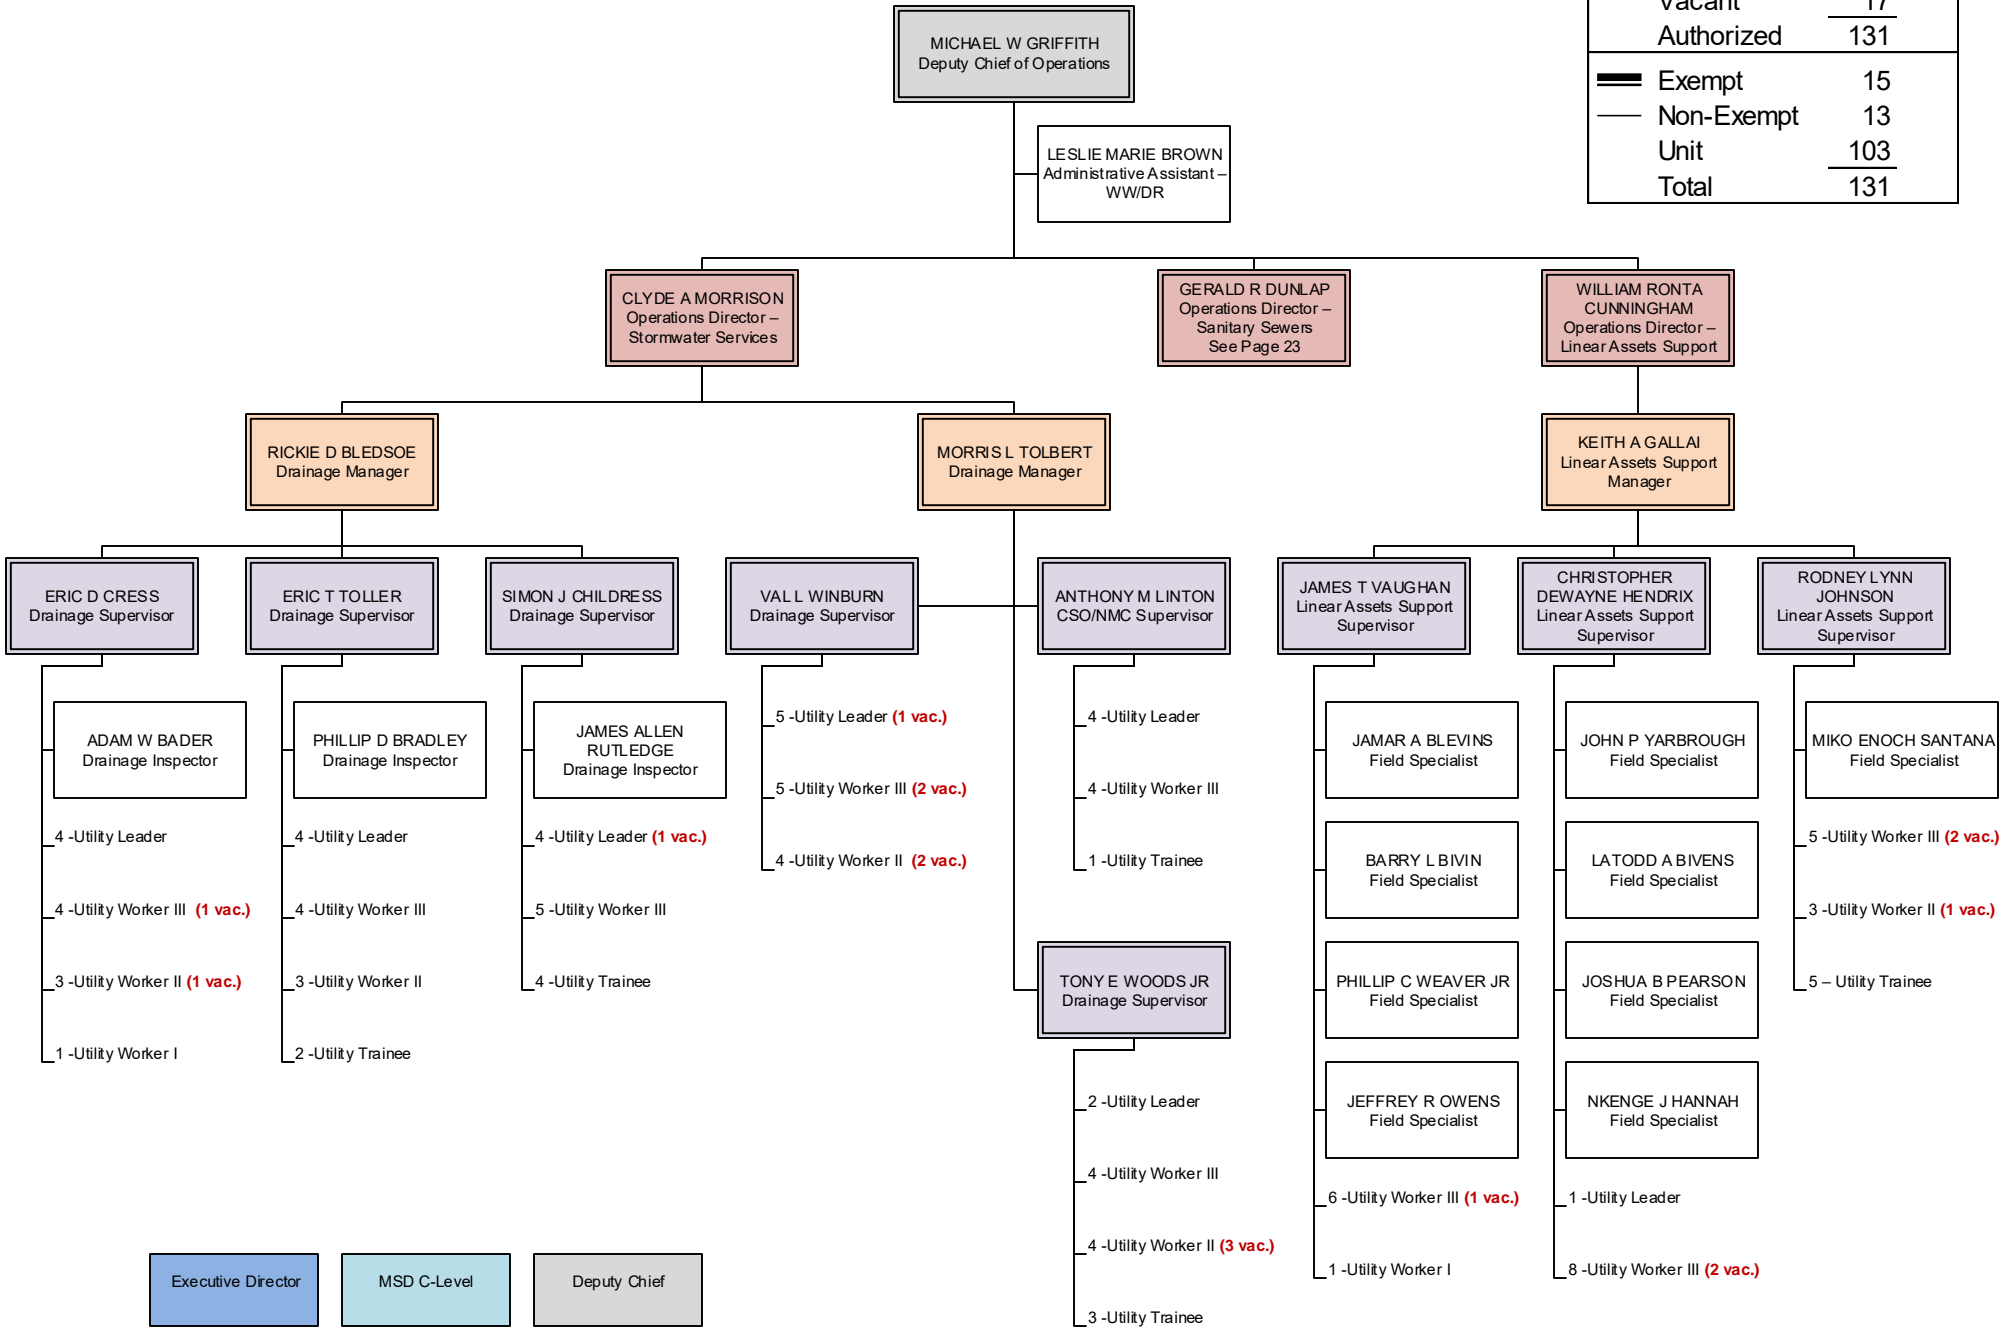 Vacant 17
Authorized 131
Exempt 15
Non-Exempt 13
Unit 103
Total 131
MICHAEL W GRIFFITH
Deputy Chief of Operations
LESLIE MARIE BROWN
Administrative Assistant –
WW/DR
CLYDE A MORRISON
Operations Director –
Stormwater Services
GERALD R DUNLAP
Operations Director –
Sanitary Sewers
See Page 23
WILLIAM RONTA
CUNNINGHAM
Operations Director –
Linear Assets Support
RICKIE D BLEDSOE
Drainage Manager
MORRIS L TOLBERT
Drainage Manager
KEITH A GALLAI
Linear Assets Support
Manager
ERIC D CRESS
Drainage Supervisor
ERIC T TOLLER
Drainage Supervisor
SIMON J CHILDRESS
Drainage Supervisor
VAL L WINBURN
Drainage Supervisor
ANTHONY M LINTON
CSO/NMC Supervisor
JAMES T VAUGHAN
Linear Assets Support
Supervisor
CHRISTOPHER
DEWAYNE HENDRIX
Linear Assets Support
Supervisor
RODNEY LYNN
JOHNSON
Linear Assets Support
Supervisor
ADAM W BADER
Drainage Inspector
4 -Utility Leader
4 -Utility Worker III (1 vac.)
3 -Utility Worker II (1 vac.)
1 -Utility Worker I
PHILLIP D BRADLEY
Drainage Inspector
4 -Utility Leader
4 -Utility Worker III
3 -Utility Worker II
2 -Utility Trainee
JAMES ALLEN
RUTLEDGE
Drainage Inspector
4 -Utility Leader (1 vac.)
5 -Utility Worker III
4 -Utility Trainee
5 -Utility Leader (1 vac.)
5 -Utility Worker III (2 vac.)
4 -Utility Worker II (2 vac.)
4 -Utility Leader
4 -Utility Worker III
1 -Utility Trainee
TONY E WOODS JR
Drainage Supervisor
2 -Utility Leader
4 -Utility Worker III
4 -Utility Worker II (3 vac.)
3 -Utility Trainee
JAMAR A BLEVINS
Field Specialist
BARRY L BIVIN
Field Specialist
PHILLIP C WEAVER JR
Field Specialist
JEFFREY R OWENS
Field Specialist
6 -Utility Worker III (1 vac.)
1 -Utility Worker I
JOHN P YARBROUGH
Field Specialist
LATODD A BIVENS
Field Specialist
JOSHUA B PEARSON
Field Specialist
NKENGE J HANNAH
Field Specialist
1 -Utility Leader
8 -Utility Worker III (2 vac.)
MIKO ENOCH SANTANA
Field Specialist
5 -Utility Worker III (2 vac.)
3 -Utility Worker II (1 vac.)
5 – Utility Trainee
Executive Director
MSD C-Level
Deputy Chief